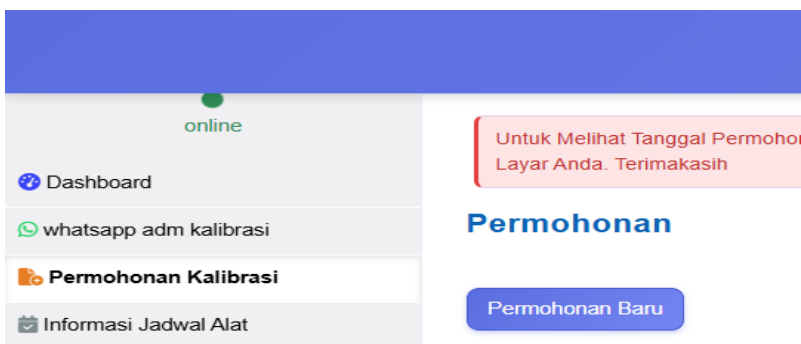 online
Dashboard
whatsapp adm kalibrasi
Permohonan Kalibrasi
Informasi Jadwal Alat
Untuk Melihat Tanggal
Layar Anda. Terimakasih
Permohonan
Permohonan Baru